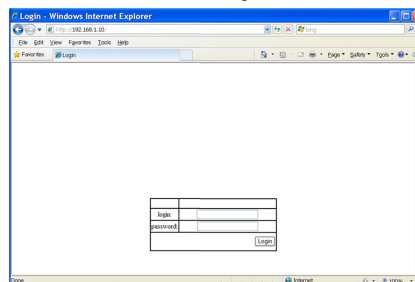 Login - Windows Internet Explorer
http://192.168.1.10/
bing
File Edit View Favorites Tools Help
Favorites Login
Page Safety Tools
login:
password:
Login
Done Internet 100%